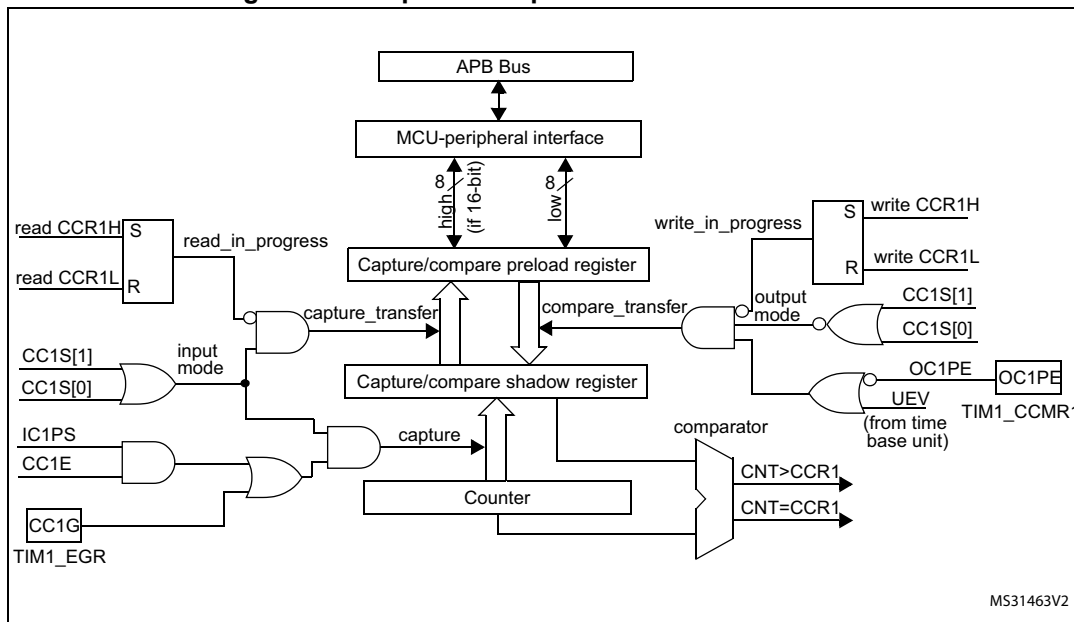 APB Bus
MCU-peripheral interface
8
high
(if 16-bit)
8
low
read CCR1H
S
read_in_progress
read CCR1L
R
write_in_progress
S
write CCR1H
R
write CCR1L
Capture/compare preload register
capture_transfer
compare_transfer
output
mode
CC1S[1]
CC1S[0]
CC1S[1]
CC1S[0]
input
mode
Capture/compare shadow register
OC1PE
OC1PE
UEV
(from time
base unit)
TIM1_CCMR1
IC1PS
CC1E
capture
comparator
CNT>CCR1
CNT=CCR1
Counter
CC1G
TIM1_EGR
MS31463V2